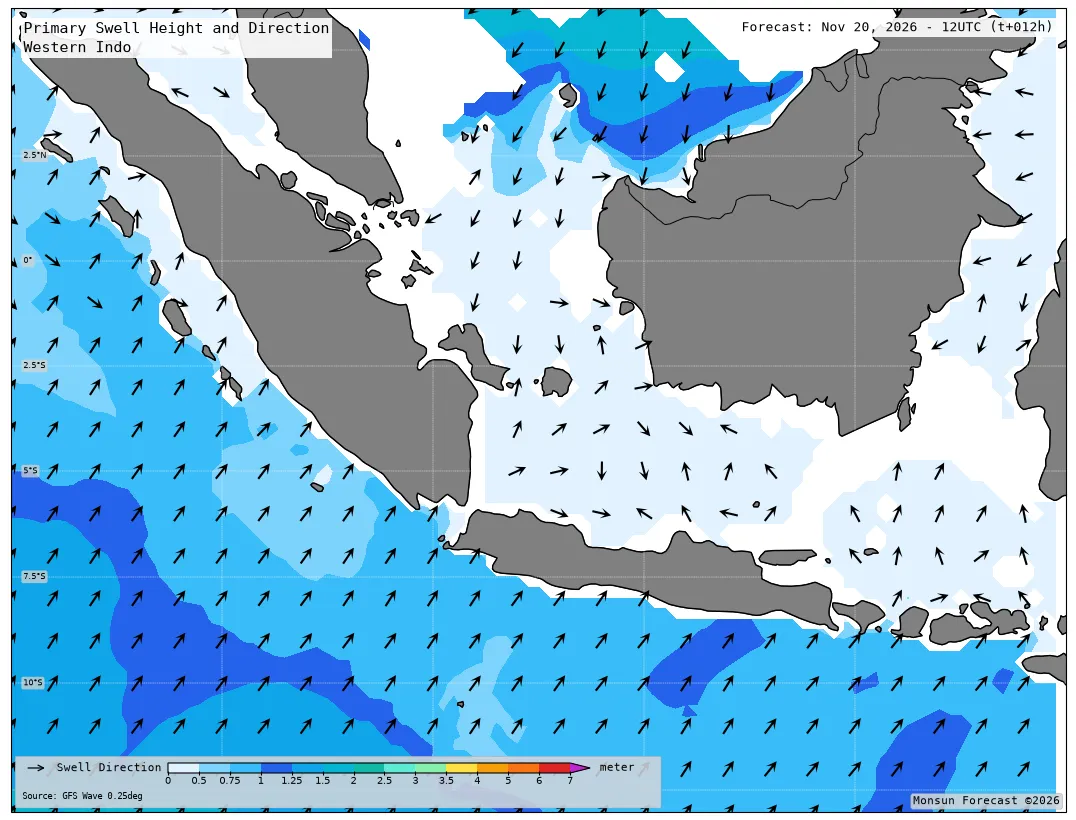 Primary Swell Height and Direction
Western Indo
Forecast: Nov 20, 2026 - 12UTC (t+012h)
2.5°N
0°
2.5°S
5°S
7.5°S
10°S
Swell Direction
meter
0 0.5 0.75 1 1.25 1.5 2 2.5 3 3.5 4 4.5 5 6 7
Source: GFS Wave 0.25deg
Monsun Forecast ©2026